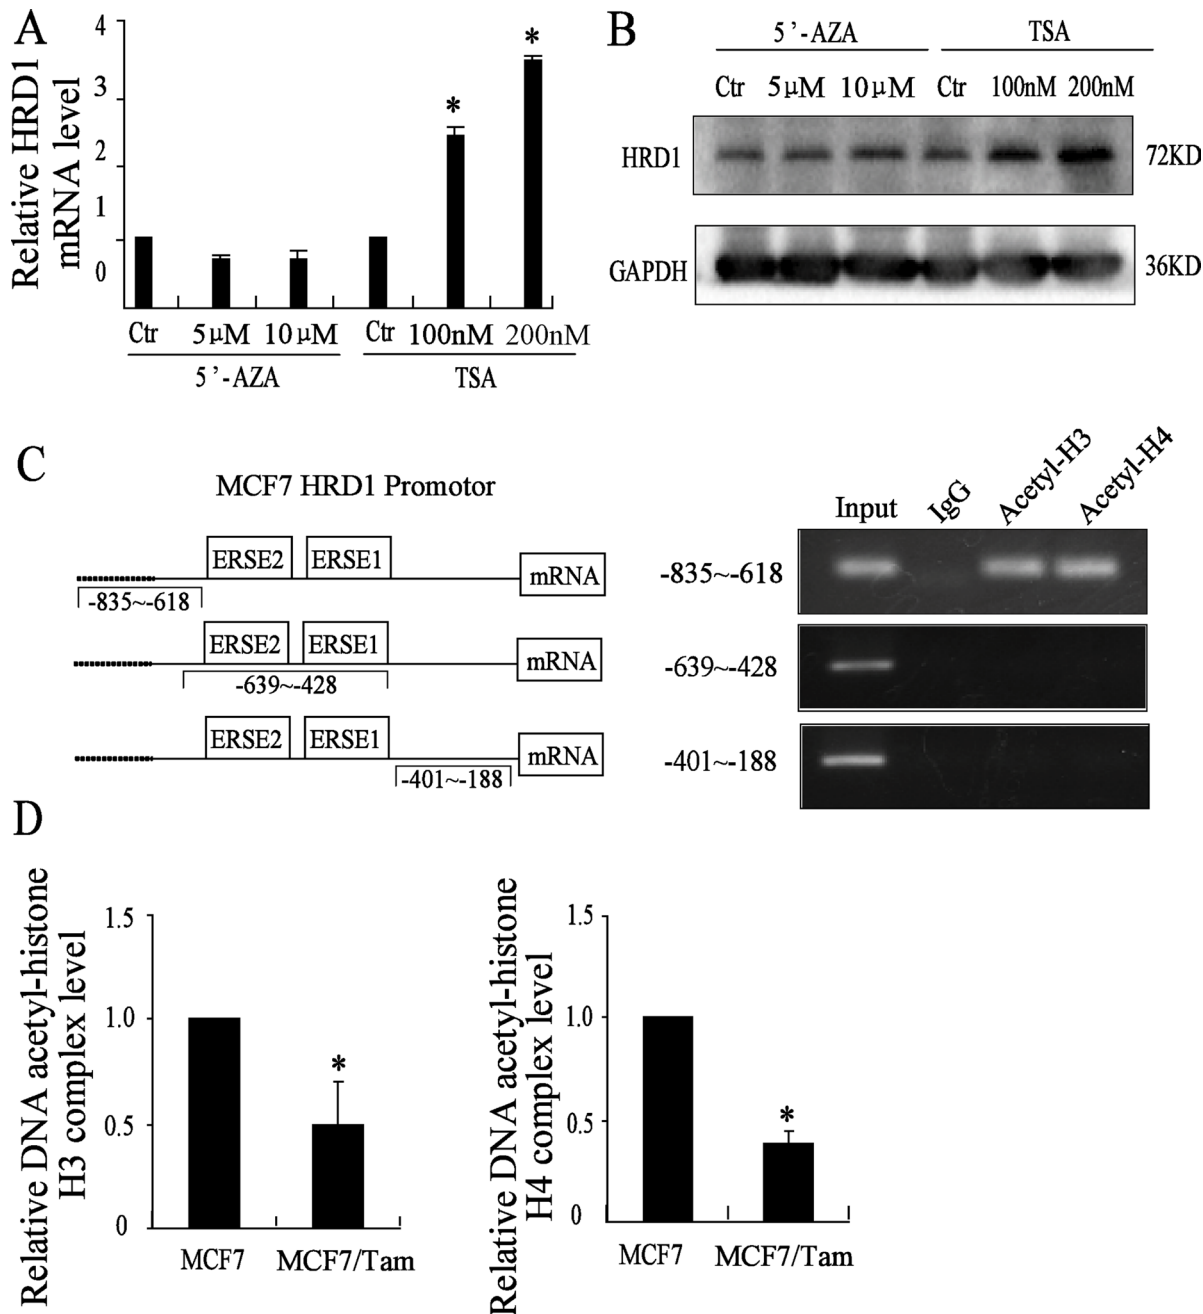 A
Relative HRD1
mRNA level
4
3
2
1
0
*
*
Ctr 5μM 10μM Ctr 100nM 200nM
5'-AZA TSA
B
5'-AZA TSA
Ctr 5μM 10μM Ctr 100nM 200nM
HRD1 72KD
GAPDH 36KD
C
MCF7 HRD1 Promotor
ERSE2 ERSE1 mRNA
-835~-618
ERSE2 ERSE1 mRNA
-639~-428
ERSE2 ERSE1 mRNA
-401~-188
Input IgG Acetyl-H3 Acetyl-H4
-835~-618
-639~-428
-401~-188
D
Relative DNA acetyl-histone
H3 complex level
1.5
1.0
0.5
0
*
MCF7 MCF7/Tam
Relative DNA acetyl-histone
H4 complex level
1.5
1.0
0.5
0
*
MCF7 MCF7/Tam